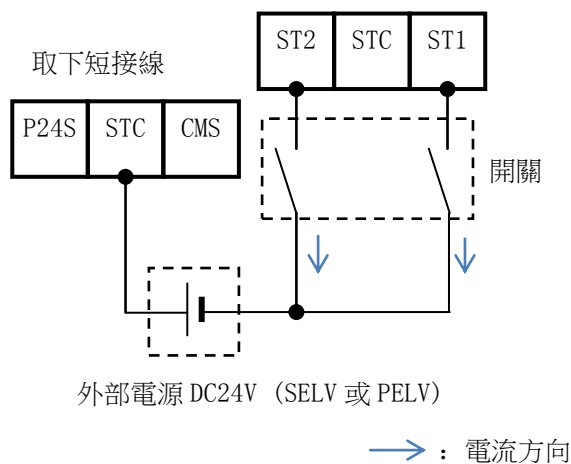 ST2 STC ST1
取下短接線
P24S STC CMS
開關
外部電源 DC24V (SELV 或 PELV)
：電流方向